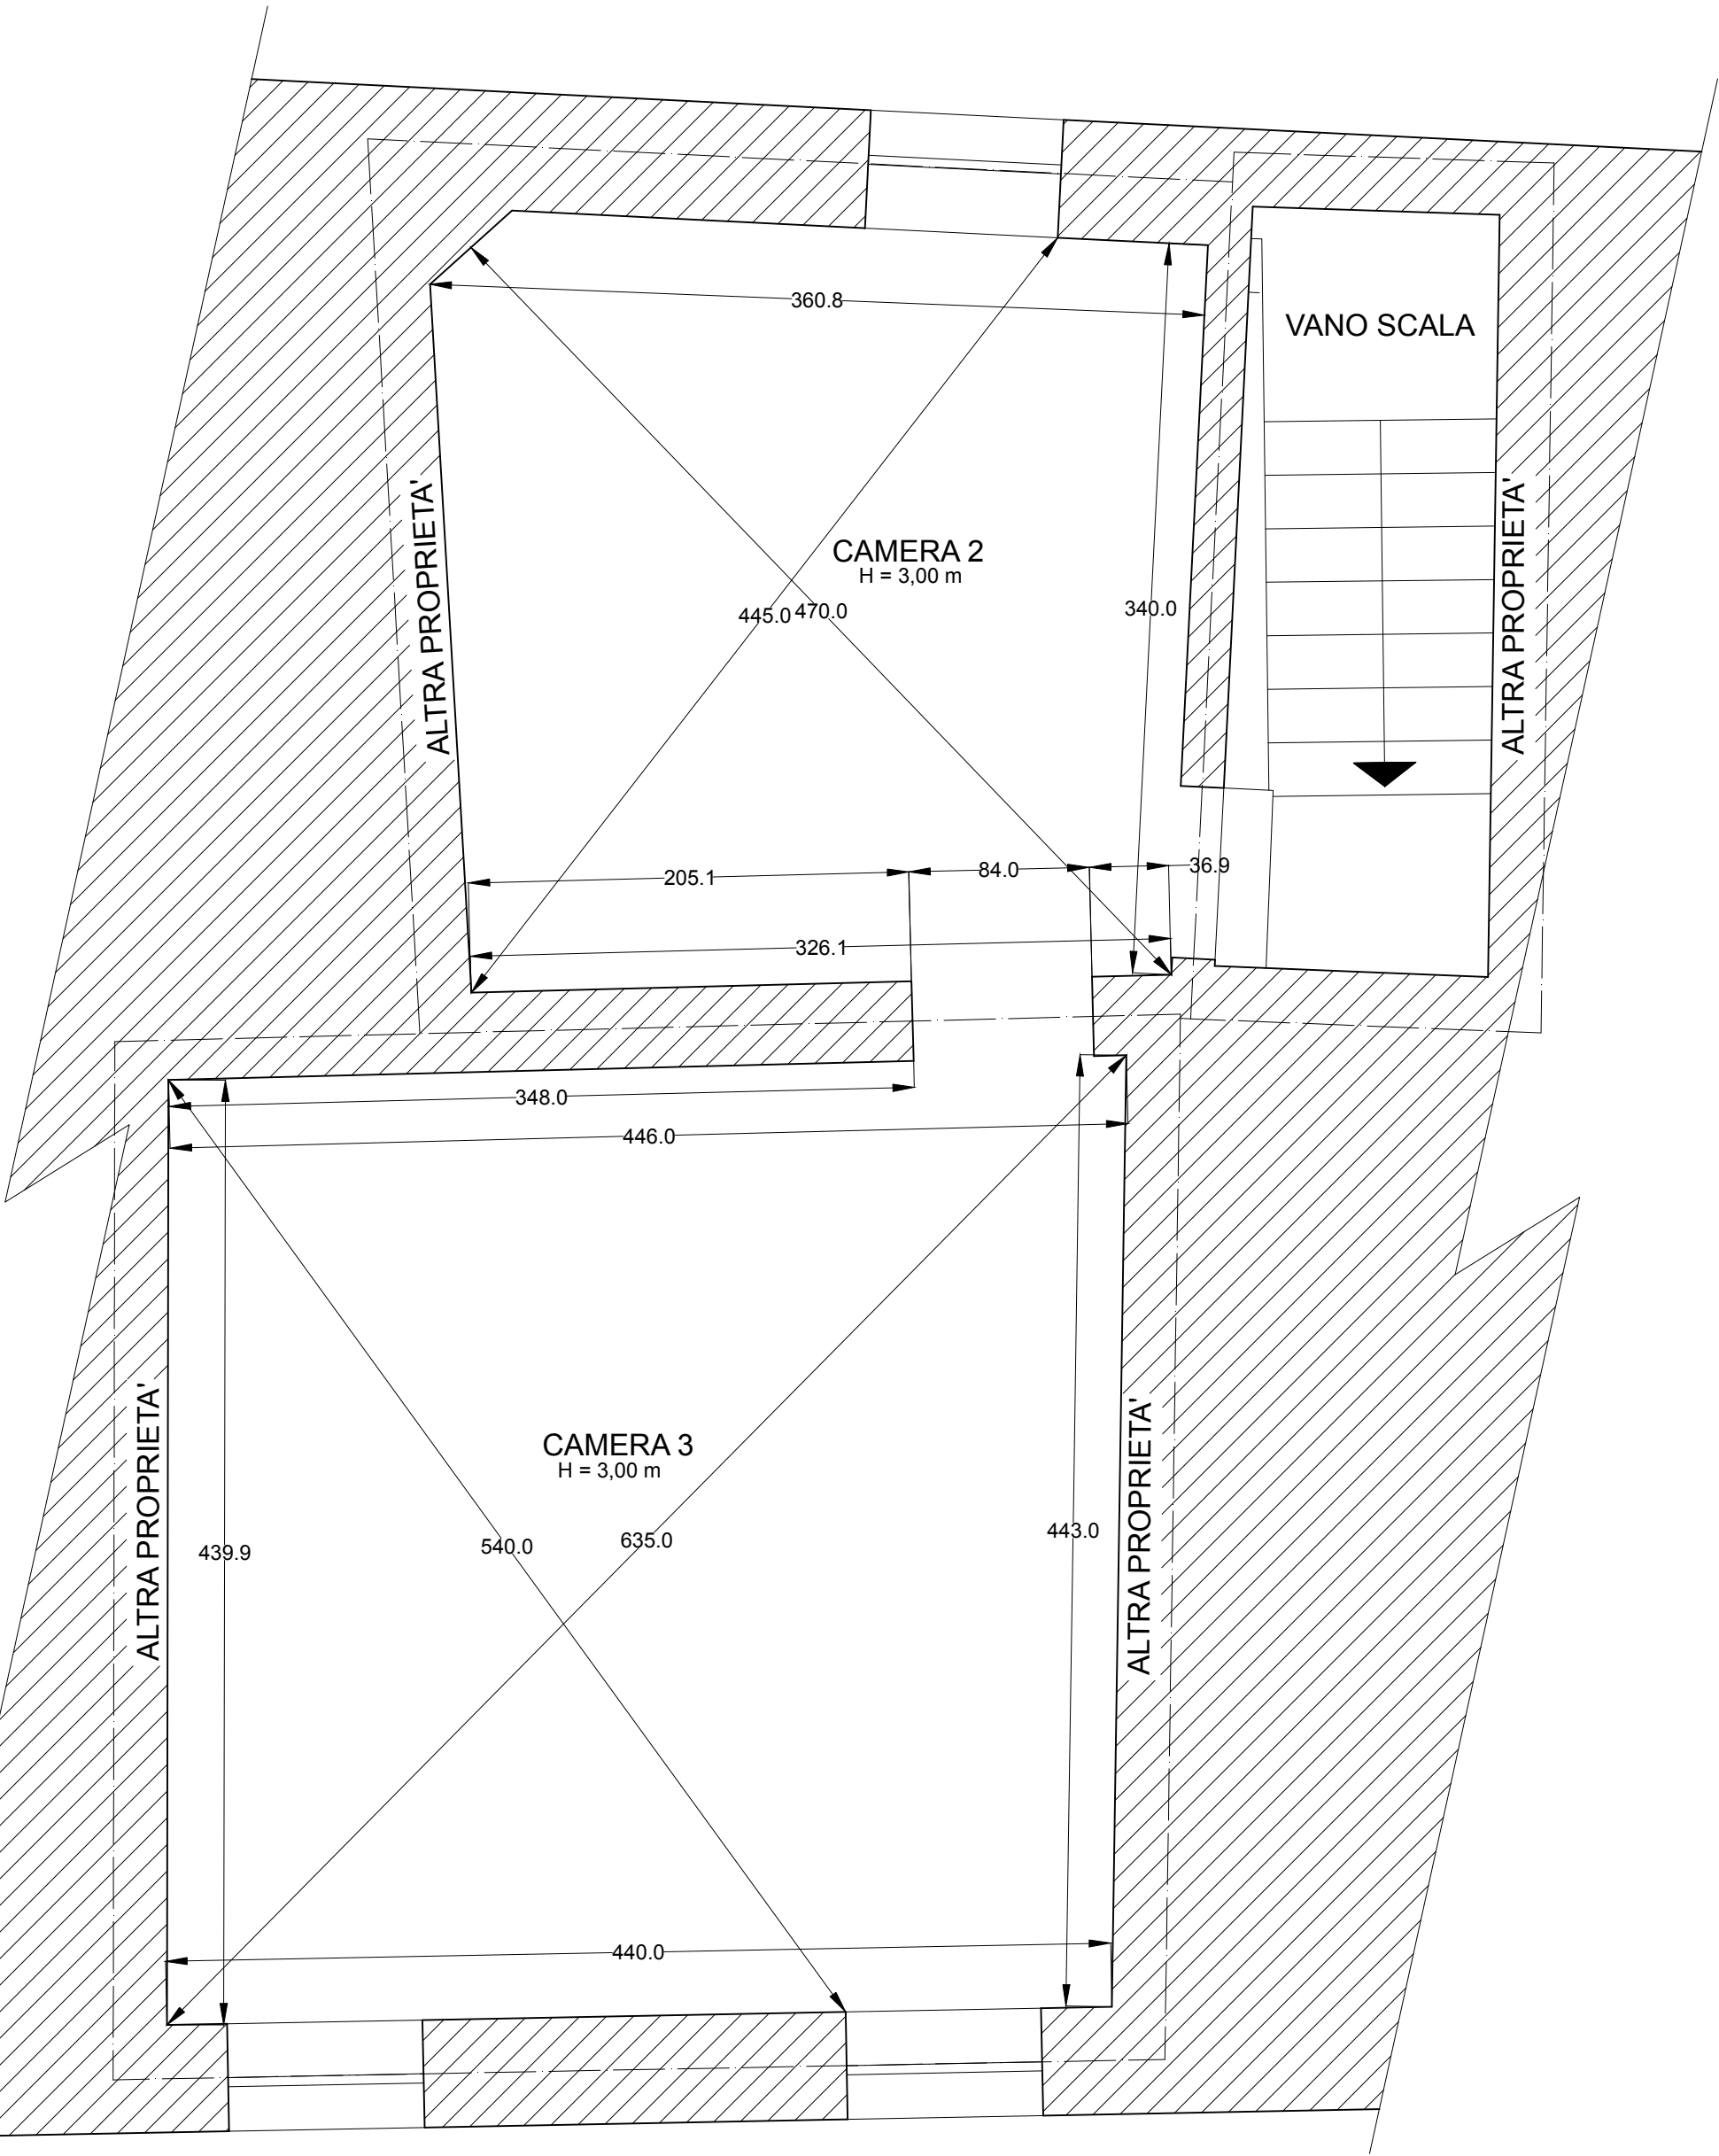 360.8
VANO SCALA
ALTRA PROPRIETA'
ALTRA PROPRIETA'
CAMERA 2
H = 3,00 m
445.0
470.0
340.0
205.1
84.0
36.9
326.1
348.0
446.0
ALTRA PROPRIETA'
ALTRA PROPRIETA'
CAMERA 3
H = 3,00 m
439.9
540.0
635.0
443.0
440.0